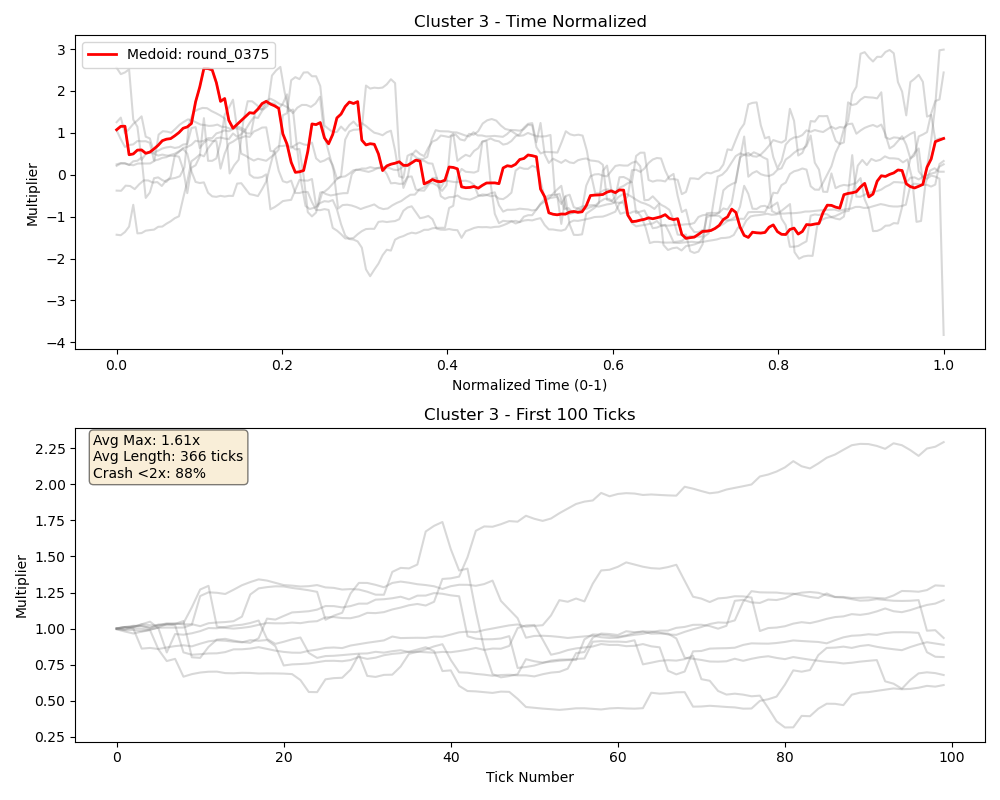 Cluster 3 - Time Normalized
Medoid: round_0375
3
2
1
0
−1
−2
−3
−4
Multiplier
0.0 0.2 0.4 0.6 0.8 1.0
Normalized Time (0-1)
Cluster 3 - First 100 Ticks
Avg Max: 1.61x
Avg Length: 366 ticks
Crash <2x: 88%
2.25
2.00
1.75
1.50
1.25
1.00
0.75
0.50
0.25
Multiplier
0 20 40 60 80 100
Tick Number